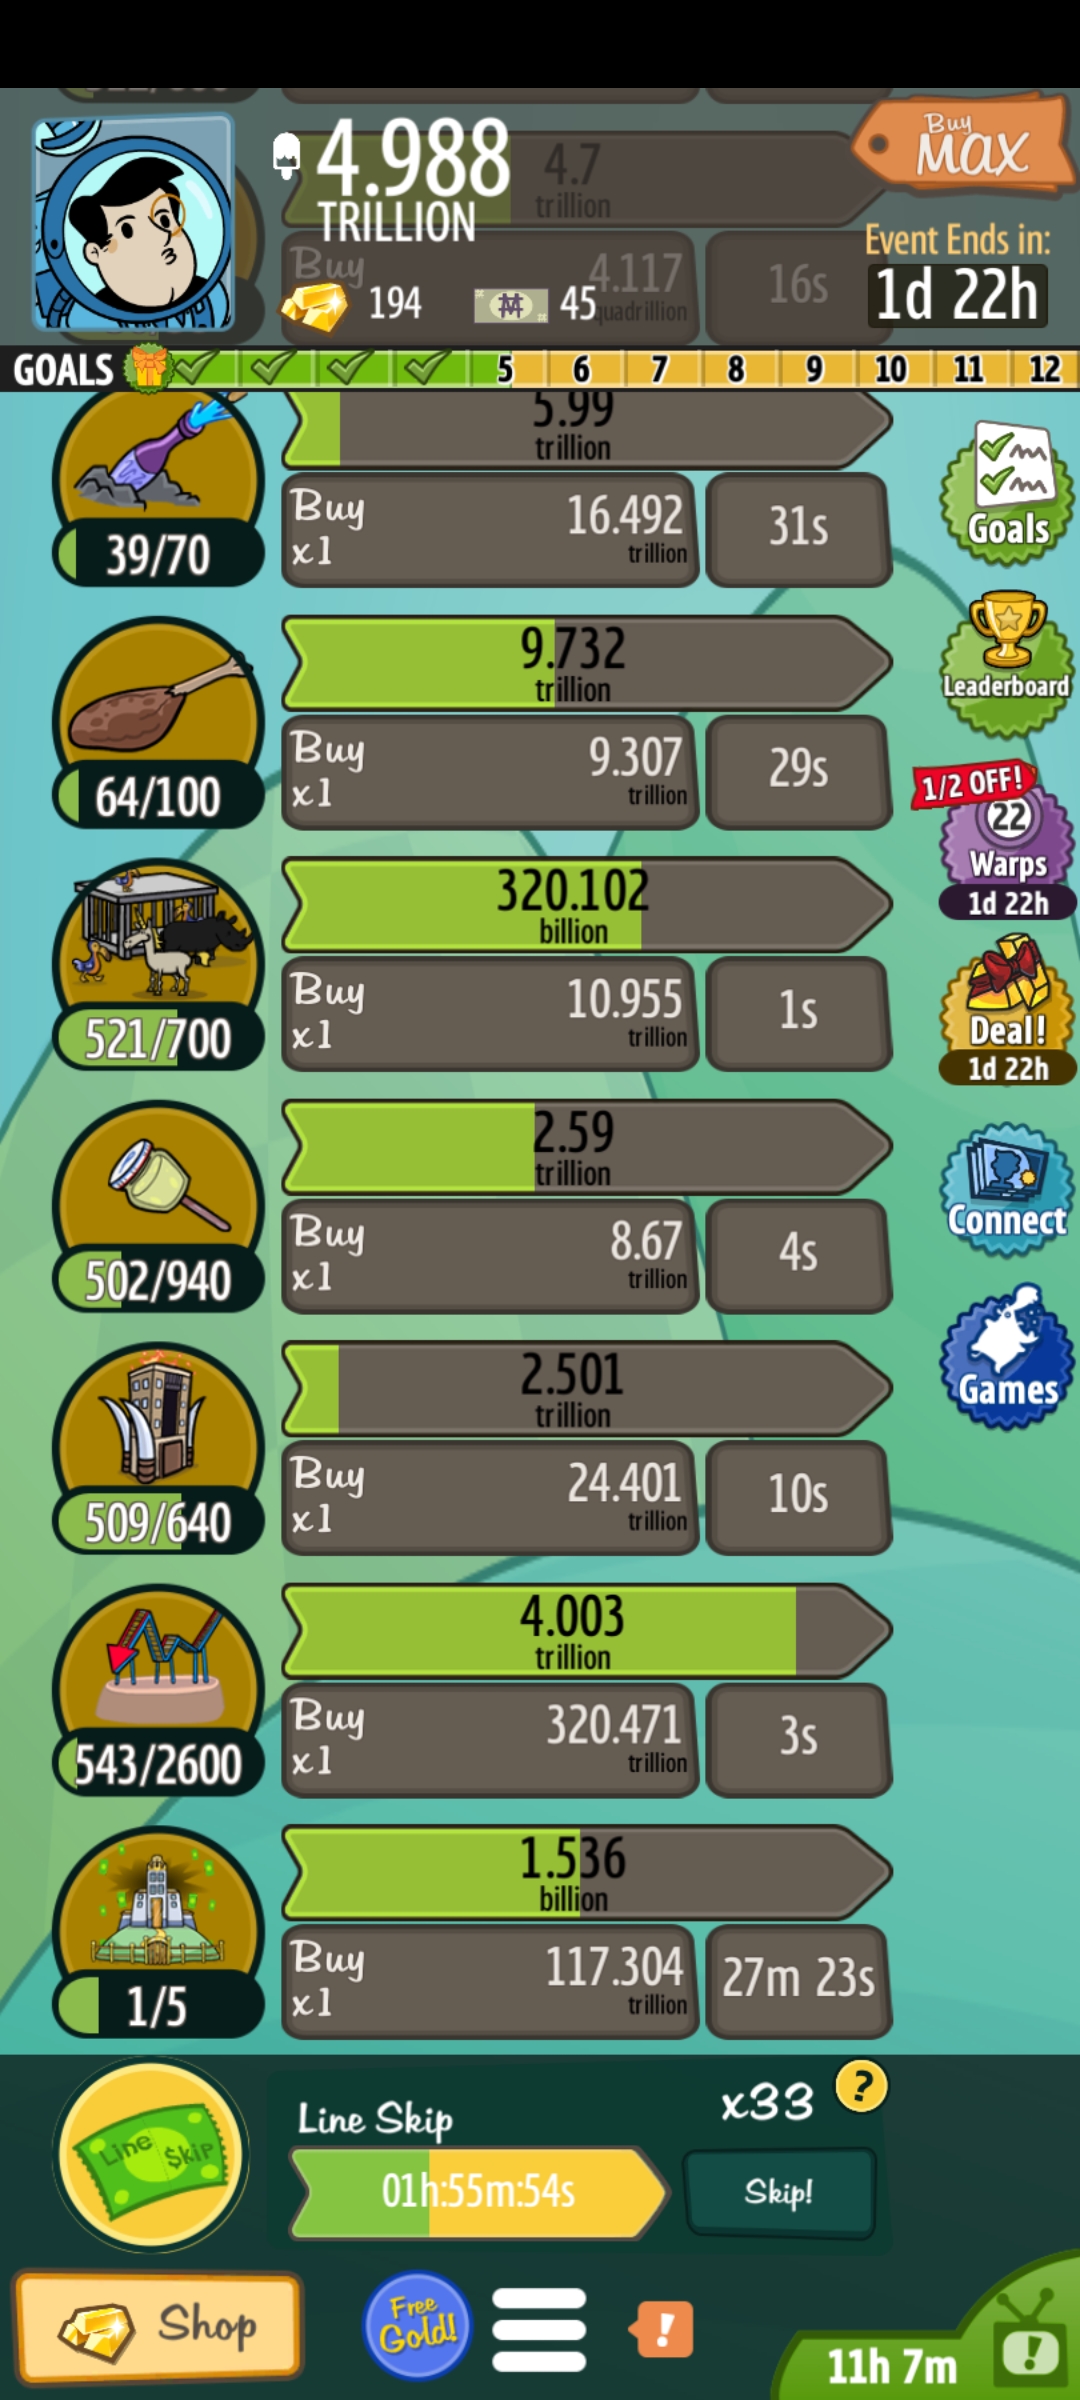 4.988
TRILLION
194
45
4.7
trillion
Buy
4.117
quadrillion
16s
Buy
MAX
Event Ends in:
1d 22h
GOALS
5 6 7 8 9 10 11 12
5.99
trillion
39/70
Buy
x1
16.492
trillion
31s
Goals
9.732
trillion
64/100
Buy
x1
9.307
trillion
29s
Leaderboard
1/2 OFF!
22
Warps
1d 22h
320.102
billion
521/700
Buy
x1
10.955
trillion
1s
Deal!
1d 22h
2.59
trillion
502/940
Buy
x1
8.67
trillion
4s
Connect
2.501
trillion
509/640
Buy
x1
24.401
trillion
10s
Games
4.003
trillion
543/2600
Buy
x1
320.471
trillion
3s
1.536
billion
1/5
Buy
x1
117.304
trillion
27m 23s
Line $kip
Line Skip
x33
?
01h:55m:54s
Skip!
Shop
Free
Gold!
!
11h 7m
!